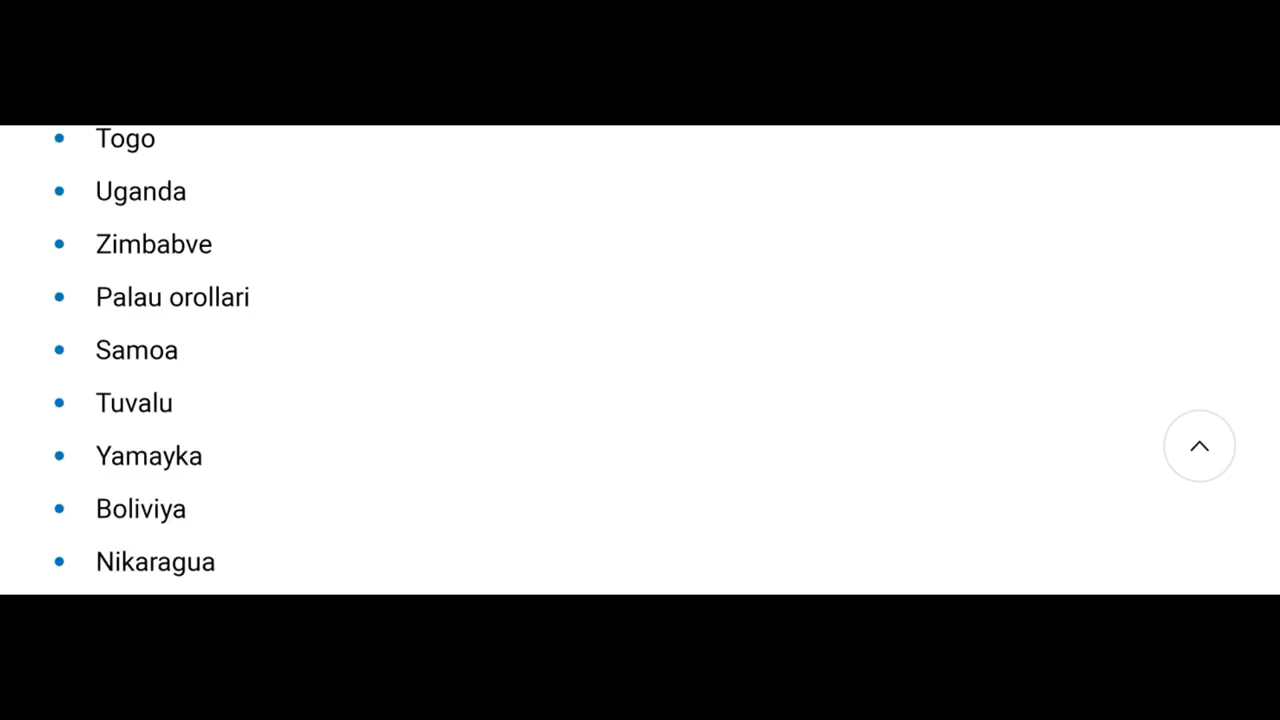 Togo
Uganda
Zimbabve
Palau orollari
Samoa
Tuvalu
Yamayka
Boliviya
Nikaragua